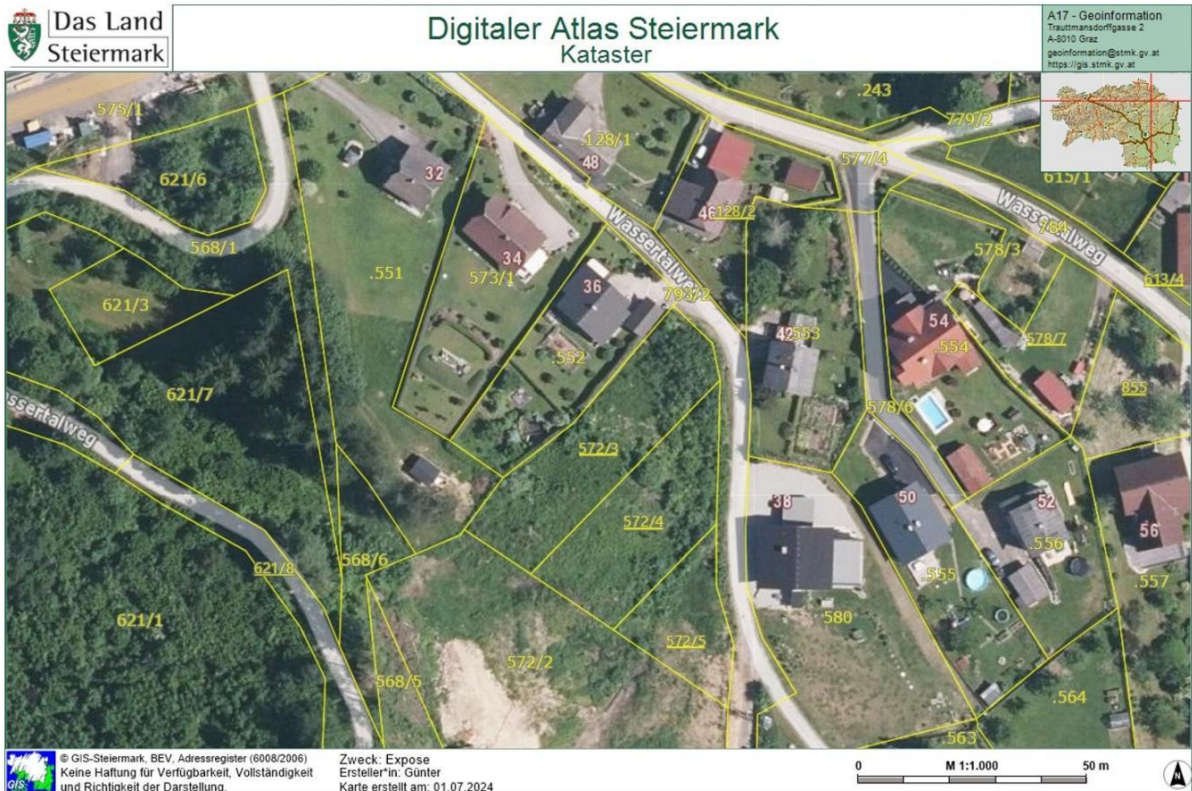 Das Land
Steiermark
Digitaler Atlas Steiermark
Kataster
A17 - Geoinformation
Trauttmansdorffgasse 2
A-8010 Graz
geoinformation@stmk.gv.at
https://gis.stmk.gv.at
575/1
.243
779/2
.128/1
48
577/4
32
621/6
615/1
46
128/2
Wassertalweg
Wassertalweg
784
568/1
578/3
34
.551
573/1
36
613/4
621/3
793/2
54
42
.553
.554
578/7
.552
621/7
855
578/6
ssertalweg
572/3
38
50
52
56
572/4
.556
568/6
621/8
.555
.557
621/1
580
572/5
572/2
568/5
.564
.563
GIS
© GIS-Steiermark, BEV, Adressregister (6008/2006)
Keine Haftung für Verfügbarkeit, Vollständigkeit
und Richtigkeit der Darstellung.
Zweck: Expose
Ersteller*in: Günter
Karte erstellt am: 01.07.2024
0 M 1:1.000 50 m
N